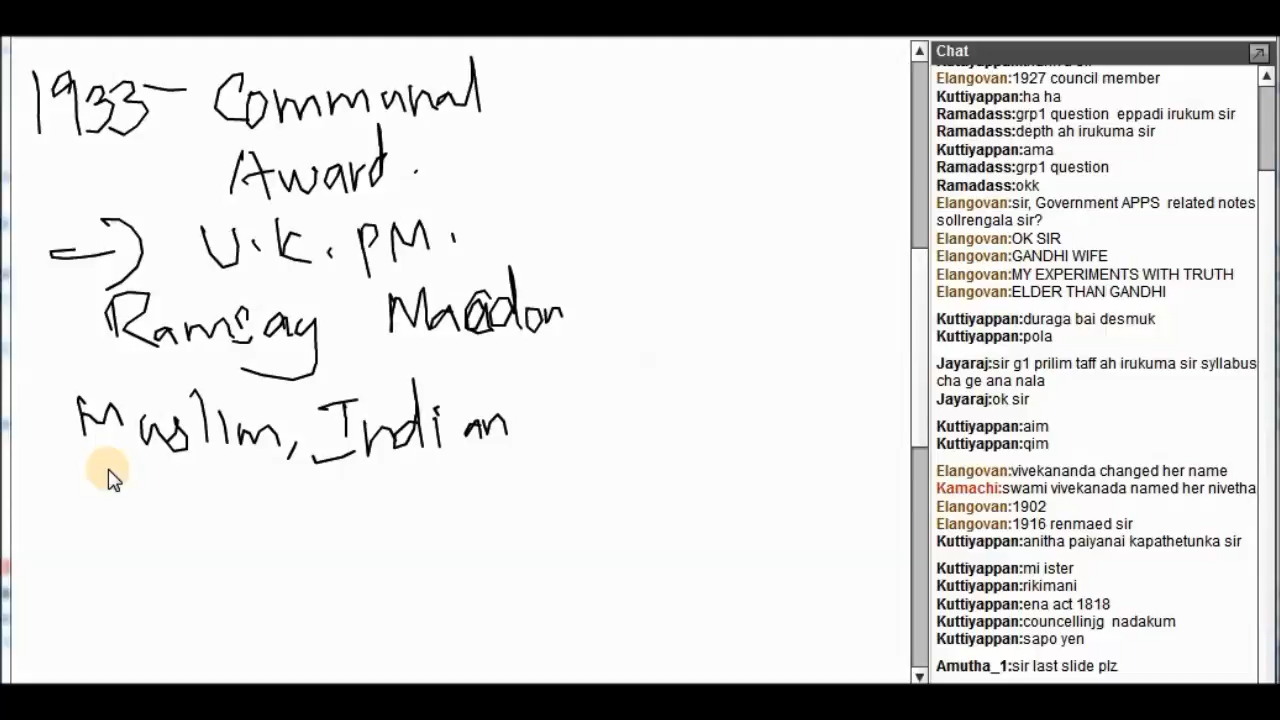 1933- Communal
Award.
U.K. PM.
Ramsay Macdon
Muslim, Indian
Chat
Elangovan:1927 council member
Kuttiyappan:ha ha
Ramadass:grp1 question eppadi irukum sir
Ramadass:depth ah irukuma sir
Kuttiyappan:ama
Ramadass:grp1 question
Ramadass:okk
Elangovan:sir, Government APPS related notes
sollrengala sir?
Elangovan:OK SIR
Elangovan:GANDHI WIFE
Elangovan:MY EXPERIMENTS WITH TRUTH
Elangovan:ELDER THAN GANDHI
Kuttiyappan:duraga bai desmuk
Kuttiyappan:pola
Jayaraj:sir g1 prilim taff ah irukuma sir syllabus
cha ge ana nala
Jayaraj:ok sir
Kuttiyappan:aim
Kuttiyappan:qim
Elangovan:vivekananda changed her name
Kamachi:swami vivekanada named her nivetha
Elangovan:1902
Elangovan:1916 renmaed sir
Kuttiyappan:anitha paiyanai kapathetunka sir
Kuttiyappan:mi ister
Kuttiyappan:rikimani
Kuttiyappan:ena act 1818
Kuttiyappan:councellinjg nadakum
Kuttiyappan:sapo yen
Amutha_1:sir last slide plz